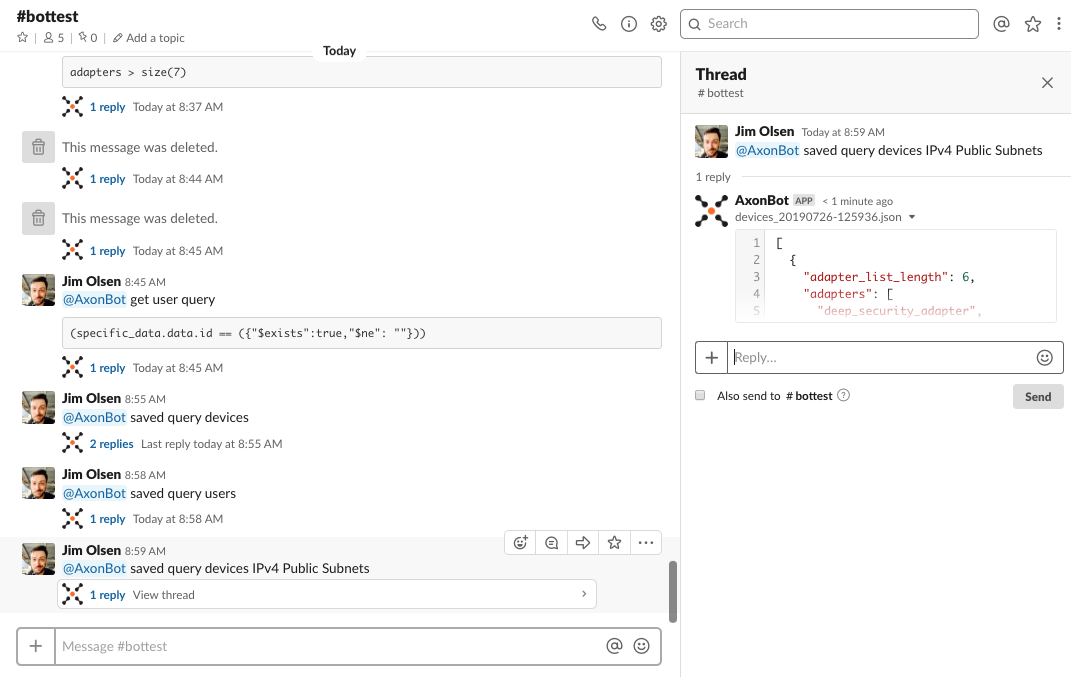 #bottest
5 | 0 | Add a topic
Search
Today
adapters > size(7)
1 reply Today at 8:37 AM
This message was deleted.
1 reply Today at 8:44 AM
This message was deleted.
1 reply Today at 8:45 AM
Jim Olsen 8:45 AM
@AxonBot get user query
(specific_data.data.id == ({"$exists":true,"$ne": ""}))
1 reply Today at 8:45 AM
Jim Olsen 8:55 AM
@AxonBot saved query devices
2 replies Last reply today at 8:55 AM
Jim Olsen 8:58 AM
@AxonBot saved query users
1 reply Today at 8:58 AM
Jim Olsen 8:59 AM
@AxonBot saved query devices IPv4 Public Subnets
1 reply View thread
Message #bottest
Thread
# bottest
Jim Olsen Today at 8:59 AM
@AxonBot saved query devices IPv4 Public Subnets
1 reply
AxonBot APP < 1 minute ago
devices_20190726-125936.json
1 [
2 {
3 "adapter_list_length": 6,
4 "adapters": [
5 "deep_security_adapter",
Reply...
Also send to # bottest ?
Send